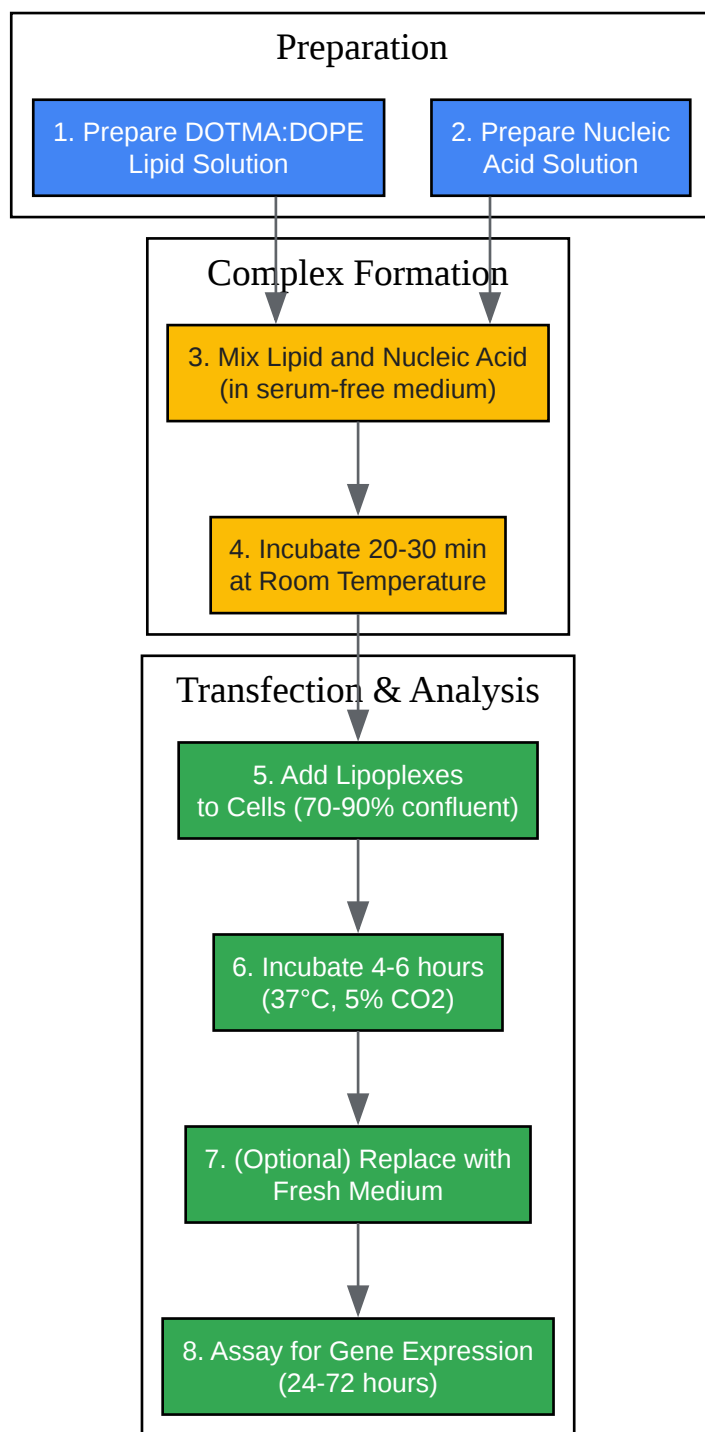 Preparation
1. Prepare DOTMA:DOPE
Lipid Solution
2. Prepare Nucleic
Acid Solution
Complex Formation
3. Mix Lipid and Nucleic Acid
(in serum-free medium)
4. Incubate 20-30 min
at Room Temperature
Transfection & Analysis
5. Add Lipoplexes
to Cells (70-90% confluent)
6. Incubate 4-6 hours
(37°C, 5% CO2)
7. (Optional) Replace with
Fresh Medium
8. Assay for Gene Expression
(24-72 hours)